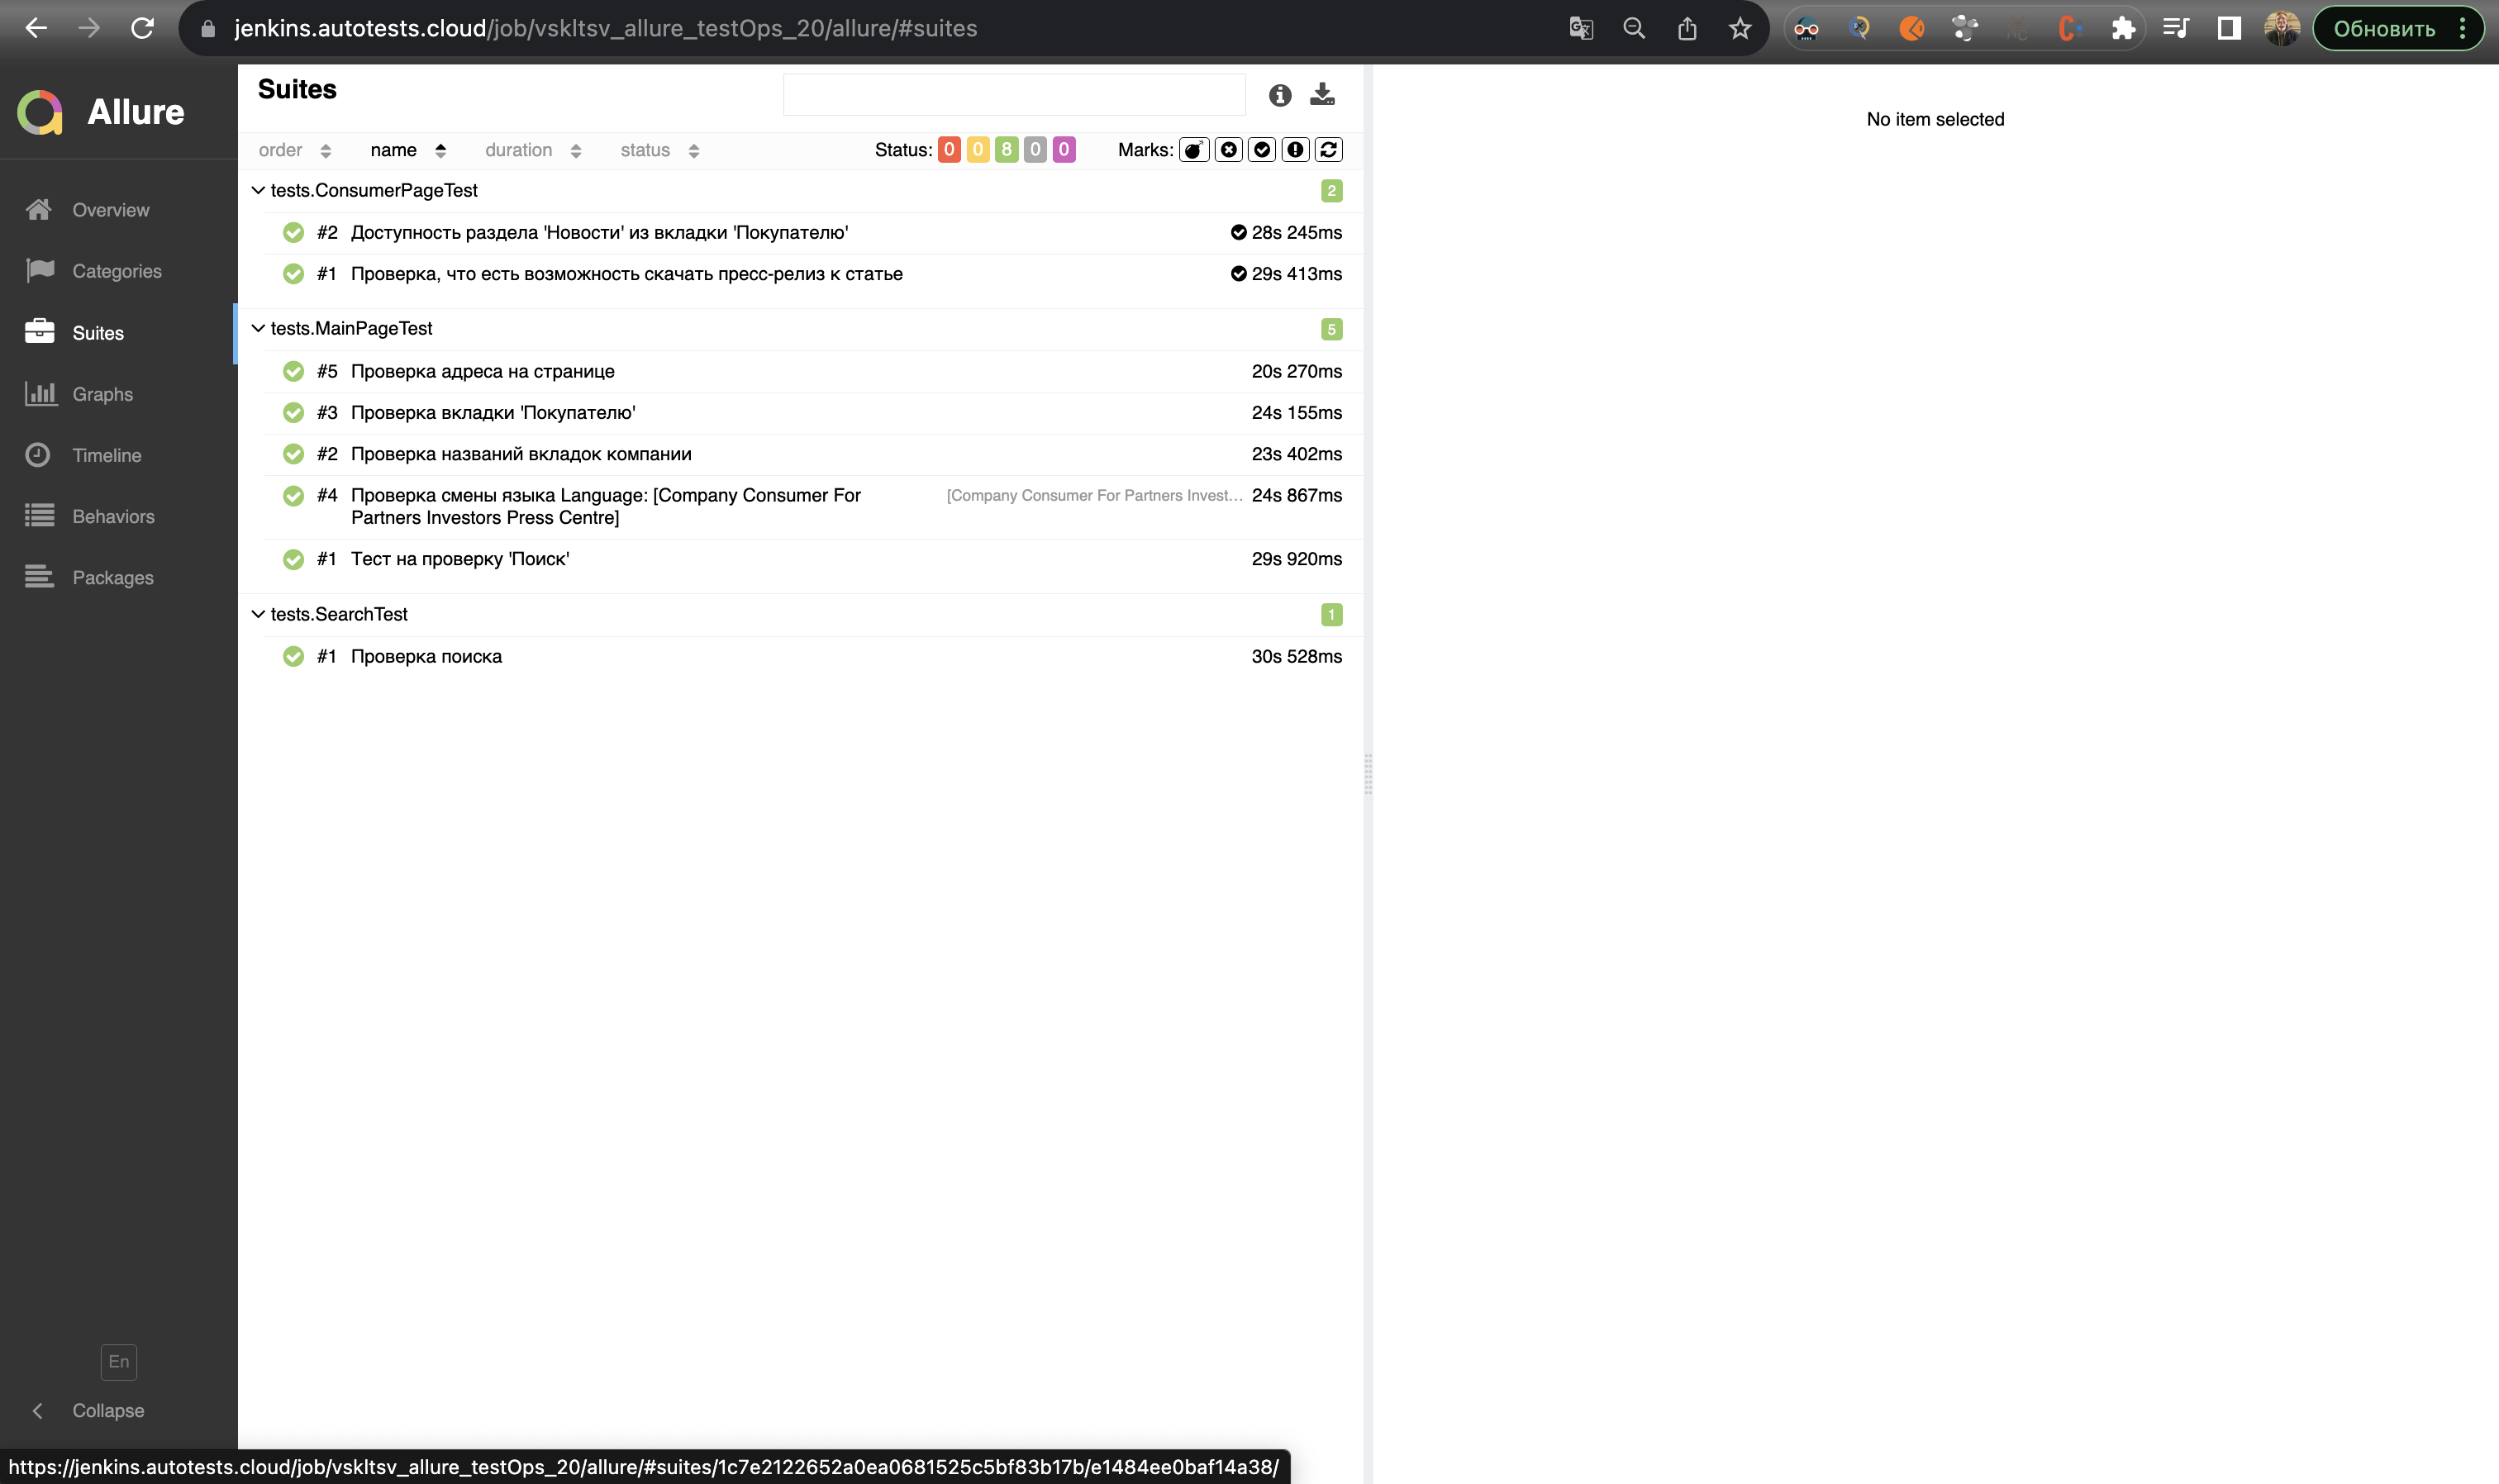 jenkins.autotests.cloud/job/vskltsv_allure_testOps_20/allure/#suites
Обновить
Allure
Overview
Categories
Suites
Graphs
Timeline
Behaviors
Packages
En
Collapse
Suites
order name duration status Status: 0 0 8 0 0 Marks:
tests.ConsumerPageTest 2
#2 Доступность раздела 'Новости' из вкладки 'Покупателю' 28s 245ms
#1 Проверка, что есть возможность скачать пресс-релиз к статье 29s 413ms
tests.MainPageTest 5
#5 Проверка адреса на странице 20s 270ms
#3 Проверка вкладки 'Покупателю' 24s 155ms
#2 Проверка названий вкладок компании 23s 402ms
#4 Проверка смены языка Language: [Company Consumer For [Company Consumer For Partners Invest... 24s 867ms
Partners Investors Press Centre]
#1 Тест на проверку 'Поиск' 29s 920ms
tests.SearchTest 1
#1 Проверка поиска 30s 528ms
No item selected
https://jenkins.autotests.cloud/job/vskltsv_allure_testOps_20/allure/#suites/1c7e2122652a0ea0681525c5bf83b17b/e1484ee0baf14a38/